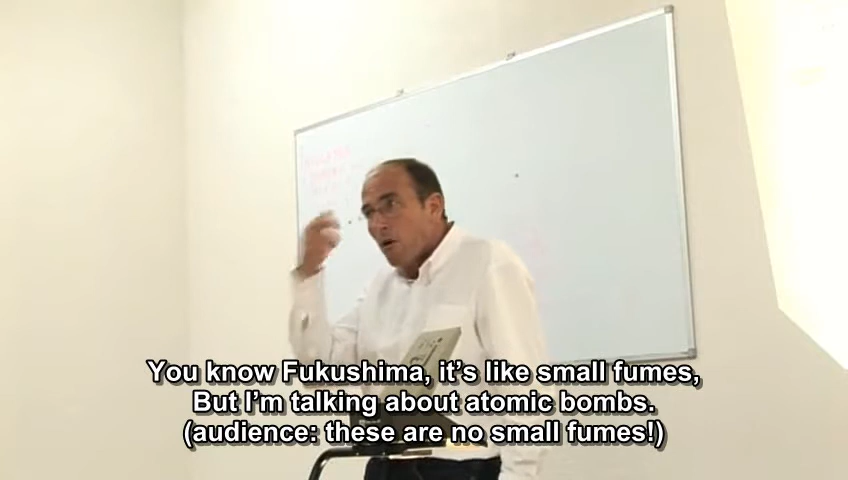 You know Fukushima, it's like small fumes,
But I'm talking about atomic bombs.
(audience: these are no small fumes!)